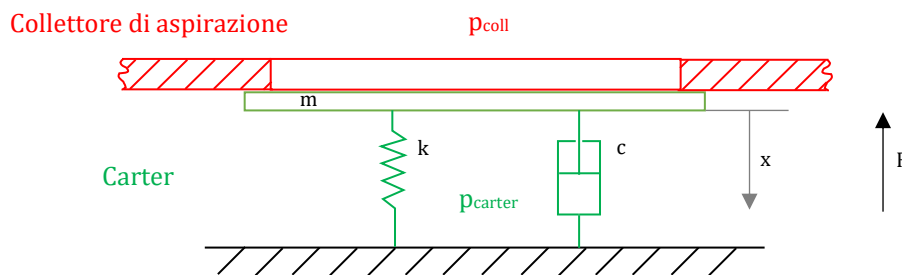 Collettore di aspirazione
pcoll
m
k
c
x
F
Carter
pcarter